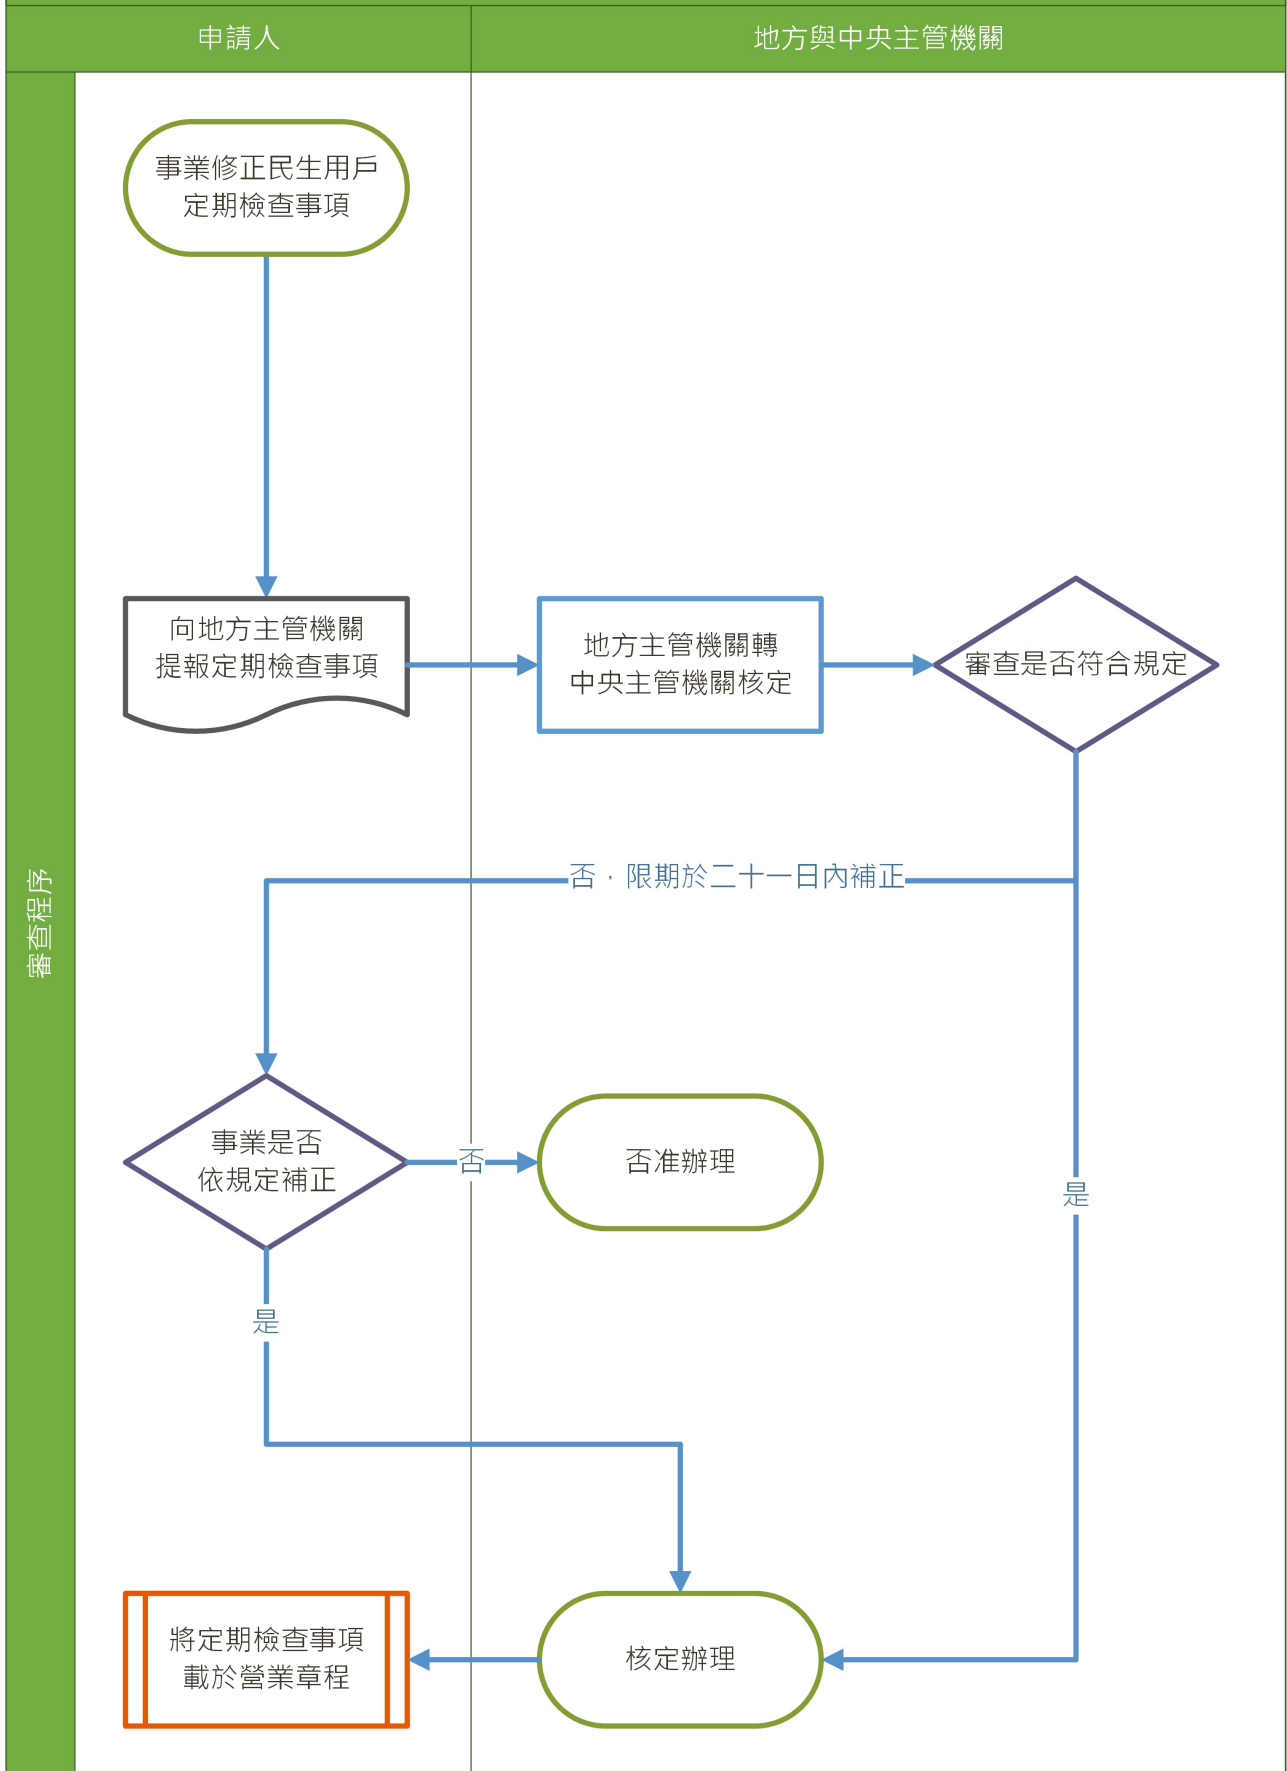 申請人
地方與中央主管機關
審查程序
事業修正民生用戶
定期檢查事項
向地方主管機關
提報定期檢查事項
地方主管機關轉
中央主管機關核定
審查是否符合規定
否，限期於二十一日內補正
事業是否
依規定補正
否
否准辦理
是
是
將定期檢查事項
載於營業章程
核定辦理